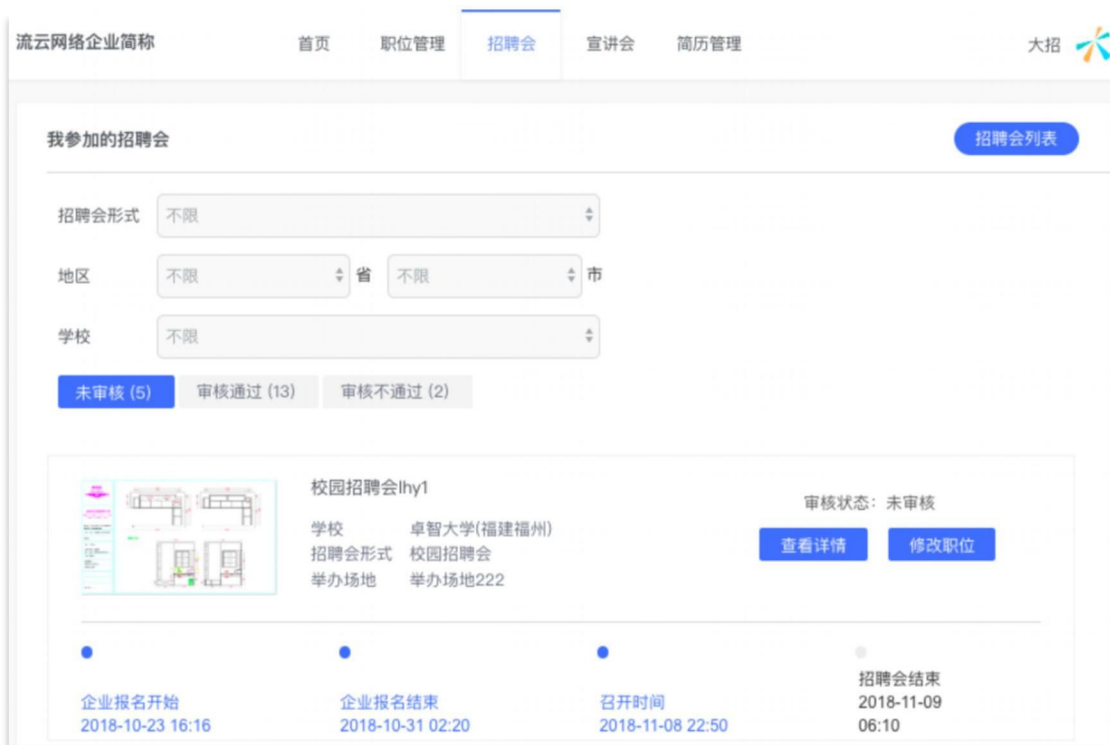 流云网络企业简称 首页 职位管理 招聘会 宣讲会 简历管理 大招
我参加的招聘会 招聘会列表
招聘会形式 不限
地区 不限 省 不限 市
学校 不限
未审核 (5) 审核通过 (13) 审核不通过 (2)
校园招聘会lhy1
审核状态：未审核
学校 卓智大学(福建福州)
招聘会形式 校园招聘会
举办场地 举办场地222
查看详情 修改职位
企业报名开始
2018-10-23 16:16
企业报名结束
2018-10-31 02:20
召开时间
2018-11-08 22:50
招聘会结束
2018-11-09
06:10